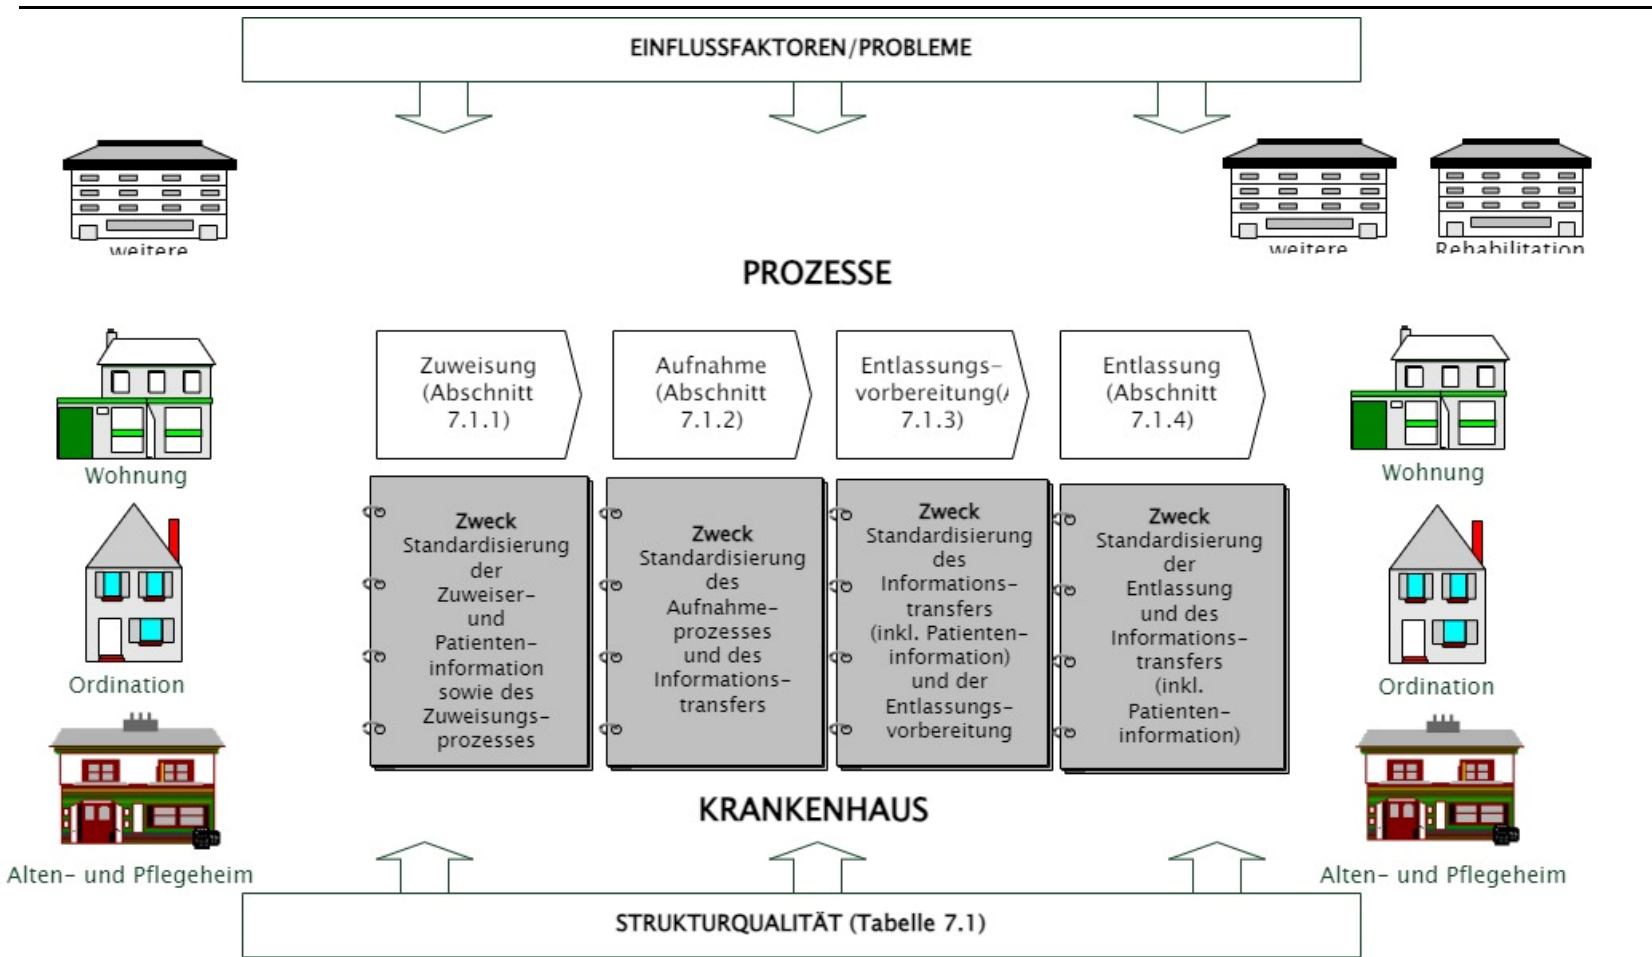 EINFLUSSFAKTOREN/PROBLEME
weitere
weitere
Rehabilitation
PROZESSE
Zuweisung
(Abschnitt
7.1.1)
Aufnahme
(Abschnitt
7.1.2)
Entlassungs-
vorbereitung(
7.1.3)
Entlassung
(Abschnitt
7.1.4)
Wohnung
Ordination
Alten- und Pflegeheim
Zweck
Standardisierung
der
Zuweiser-
und
Patienten-
information
sowie des
Zuweisungs-
prozesses
Zweck
Standardisierung
des
Aufnahme-
prozesses
und des
Informations-
transfers
Zweck
Standardisierung
des
Informations-
transfers
(inkl. Patienten-
information)
und der
Entlassungs-
vorbereitung
Zweck
Standardisierung
der
Entlassung
und des
Informations-
transfers
(inkl.
Patienten-
information)
Wohnung
Ordination
Alten- und Pflegeheim
KRANKENHAUS
STRUKTURQUALITÄT (Tabelle 7.1)